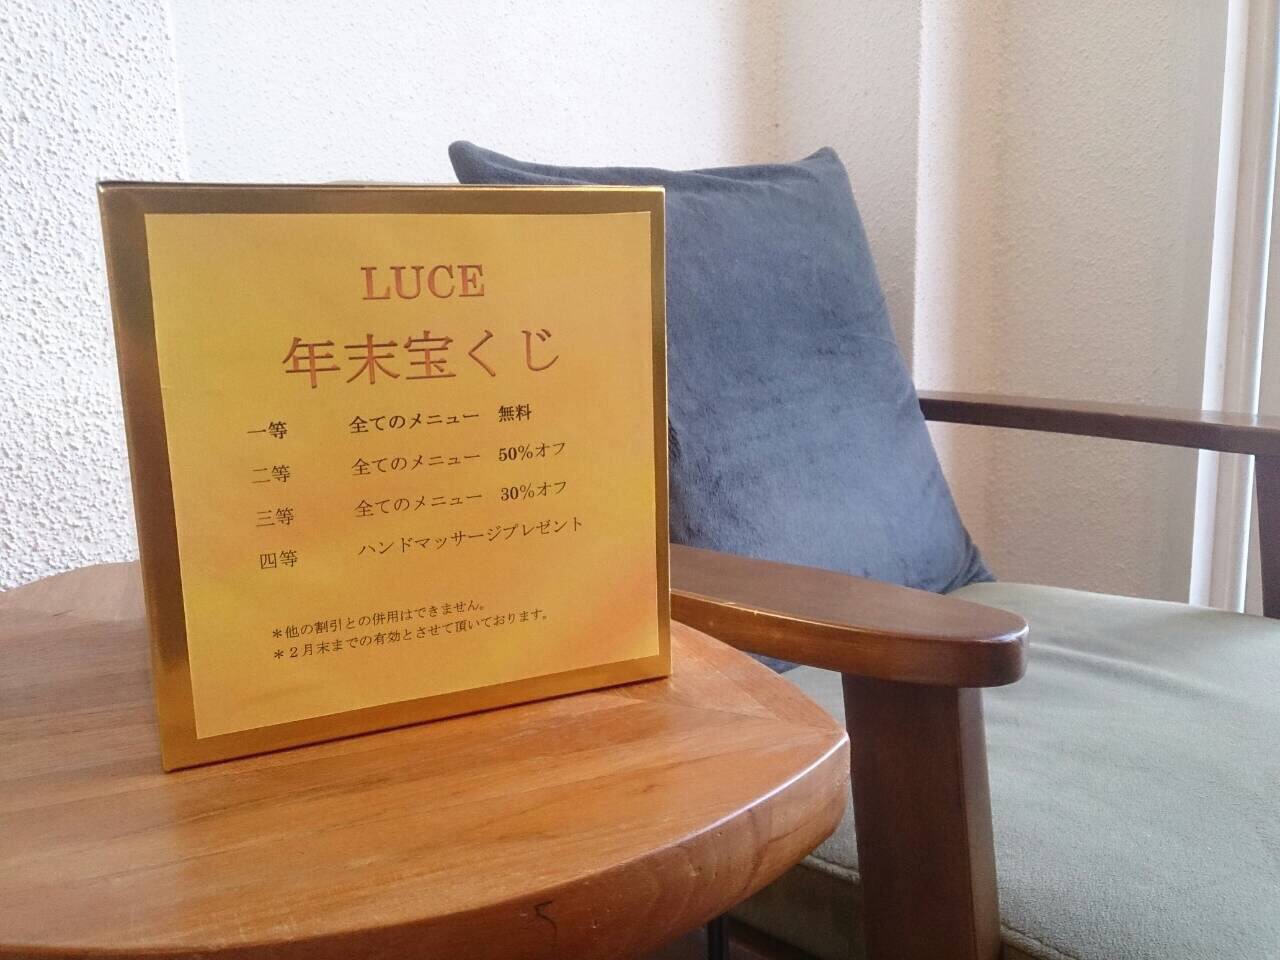 LUCE
年末宝くじ
一等 全てのメニュー 無料
二等 全てのメニュー 50%オフ
三等 全てのメニュー 30%オフ
四等 ハンドマッサージプレゼント
＊他の割引との併用はできません。
＊２月末までの有効とさせて頂いております。